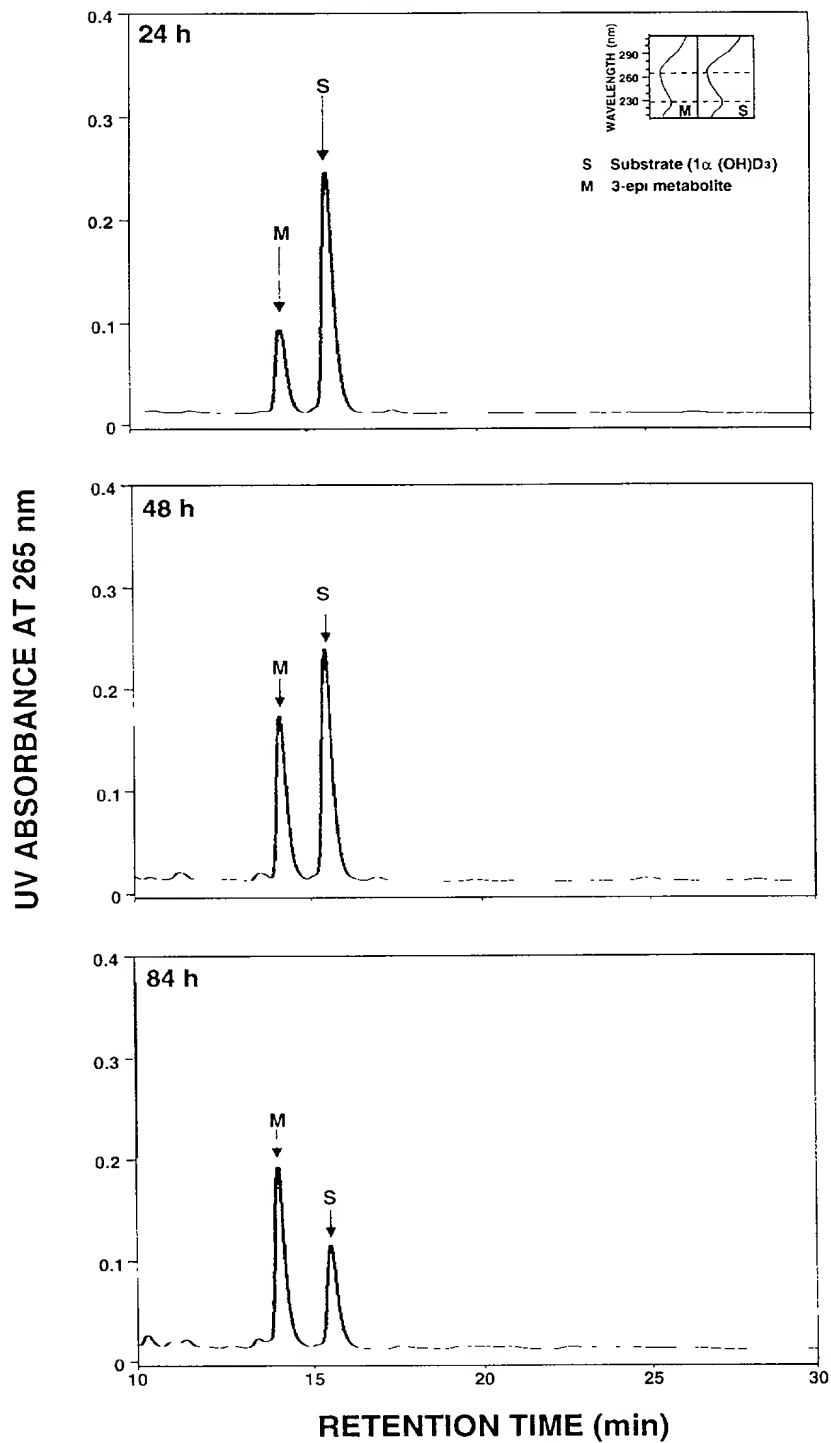 0.4
24 h
S
M
0.3
0.2
0.1
0
WAVELENGTH (nm)
290
260
230
M
S
S Substrate (1α (OH)D3)
M 3-epi metabolite
0.4
48 h
S
M
0.3
0.2
0.1
0
UV ABSORBANCE AT 265 nm
0.4
84 h
M
S
0.3
0.2
0.1
0
10
15
20
25
30
RETENTION TIME (min)